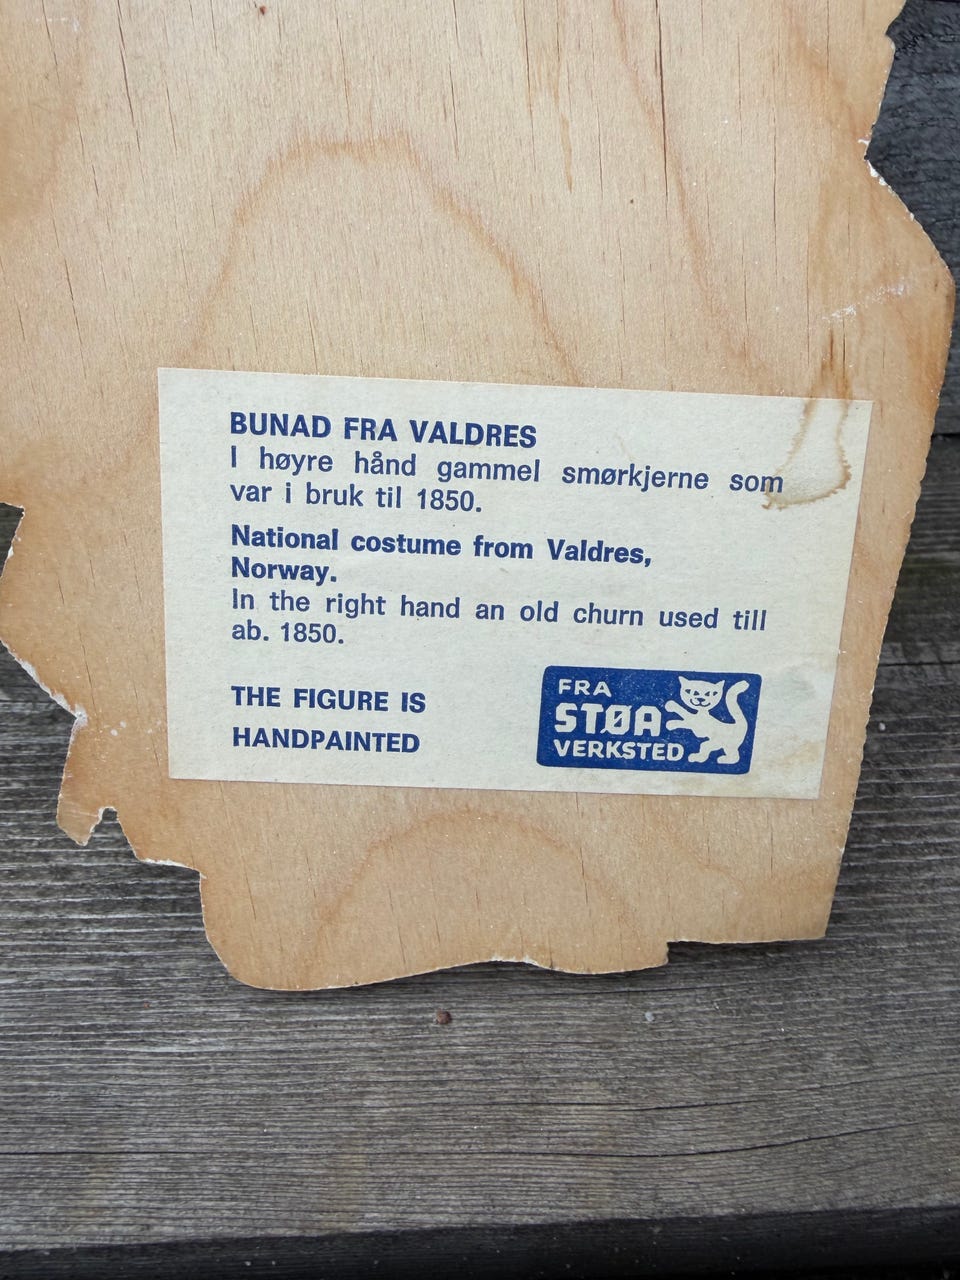 BUNAD FRA VALDRES
I høyre hånd gammel smørkjerne som
var i bruk til 1850.
National costume from Valdres,
Norway.
In the right hand an old churn used till
ab. 1850.
THE FIGURE IS
HANDPAINTED
FRA
STØA
VERKSTED